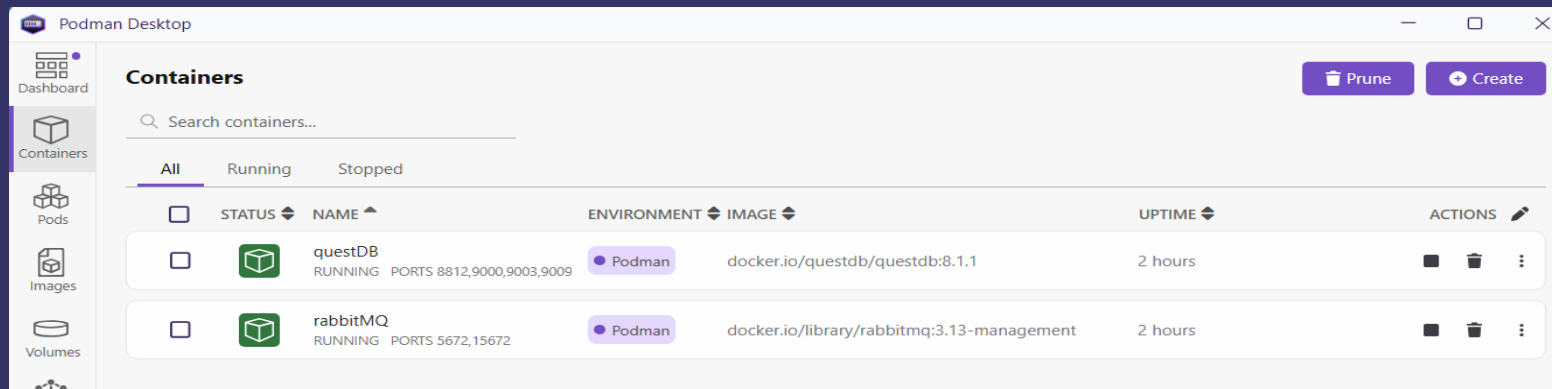 Podman Desktop
Dashboard
Containers
Pods
Images
Volumes
Containers
Prune
Create
Search containers...
All Running Stopped
STATUS NAME ENVIRONMENT IMAGE UPTIME ACTIONS
questDB
RUNNING PORTS 8812,9000,9003,9009
Podman
docker.io/questdb/questdb:8.1.1
2 hours
rabbitMQ
RUNNING PORTS 5672,15672
Podman
docker.io/library/rabbitmq:3.13-management
2 hours